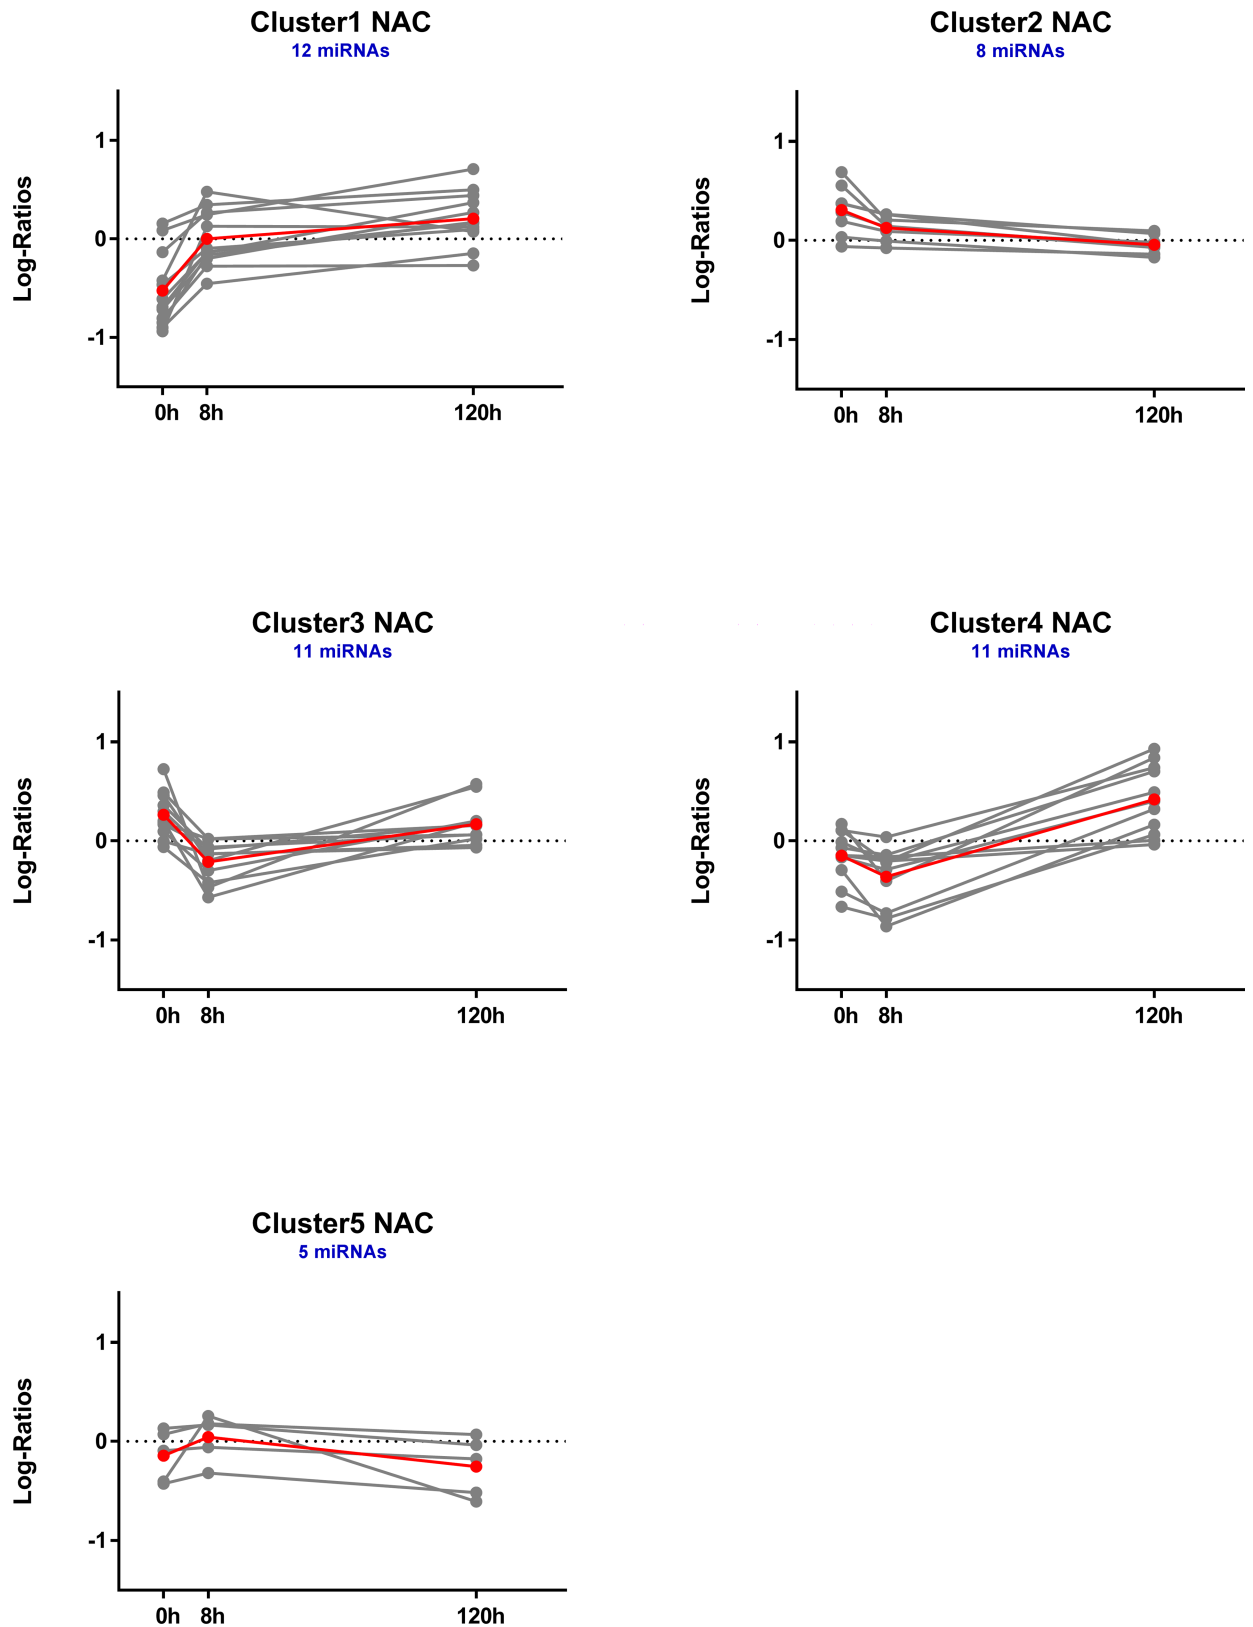 Cluster1 NAC
12 miRNAs
Log-Ratios
1
0
-1
0h 8h 120h
Cluster2 NAC
8 miRNAs
Log-Ratios
1
0
-1
0h 8h 120h
Cluster3 NAC
11 miRNAs
Log-Ratios
1
0
-1
0h 8h 120h
Cluster4 NAC
11 miRNAs
Log-Ratios
1
0
-1
0h 8h 120h
Cluster5 NAC
5 miRNAs
Log-Ratios
1
0
-1
0h 8h 120h